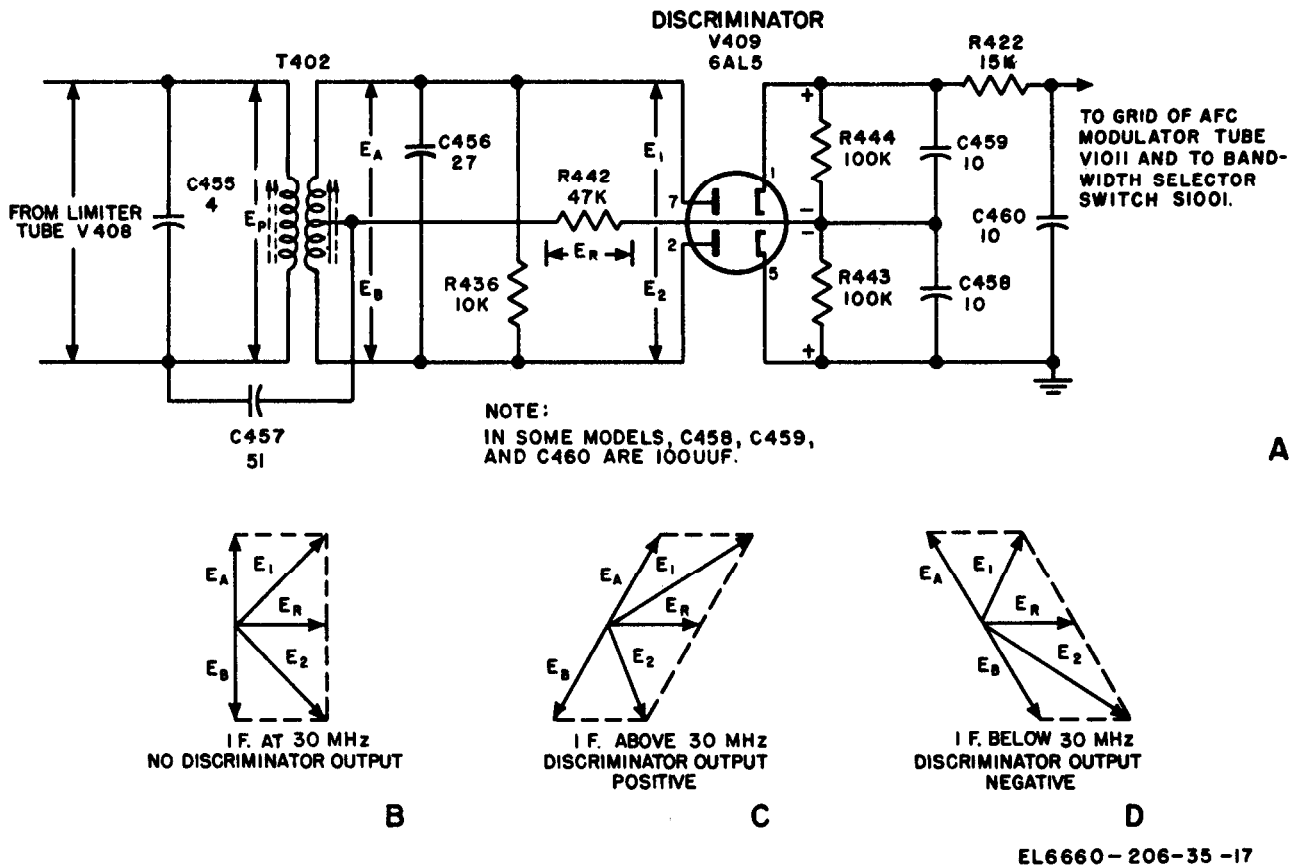 DISCRIMINATOR
V409
6AL5
T402
R422
15K
C455
4
FROM LIMITER
TUBE V408
EP
EA
EB
C456
27
R436
10K
R442
47K
ER
E1
E2
7
2
1
5
+
−
−
+
R444
100K
R443
100K
C459
10
C458
10
C460
10
TO GRID OF AFC
MODULATOR TUBE
V1011 AND TO BAND-
WIDTH SELECTOR
SWITCH S1001.
C457
51
NOTE:
IN SOME MODELS, C458, C459,
AND C460 ARE 100UUF.
A
EA
E1
ER
EB
E2
I F. AT 30 MHz
NO DISCRIMINATOR OUTPUT
B
EA
E1
ER
EB
E2
I F. ABOVE 30 MHz
DISCRIMINATOR OUTPUT
POSITIVE
C
EA
E1
ER
EB
E2
I F. BELOW 30 MHz
DISCRIMINATOR OUTPUT
NEGATIVE
D
EL6660-206-35-17